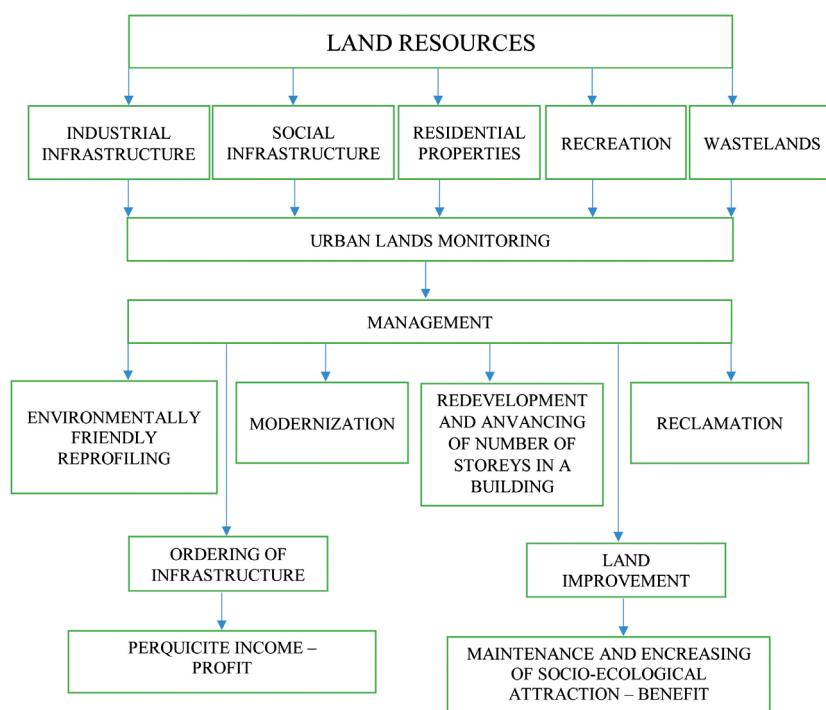 LAND RESOURCES
INDUSTRIAL
INFRASTRUCTURE
SOCIAL
INFRASTRUCTURE
RESIDENTIAL
PROPERTIES
RECREATION
WASTELANDS
URBAN LANDS MONITORING
MANAGEMENT
ENVIRONMENTALLY
FRIENDLY
REPROFILING
MODERNIZATION
REDEVELOPMENT
AND ANVANCING
OF NUMBER OF
STOREYS IN A
BUILDING
RECLAMATION
ORDERING OF
INFRASTRUCTURE
LAND
IMPROVEMENT
PERQUICITE INCOME –
PROFIT
MAINTENANCE AND ENCREASING
OF SOCIO-ECOLOGICAL
ATTRACTION – BENEFIT